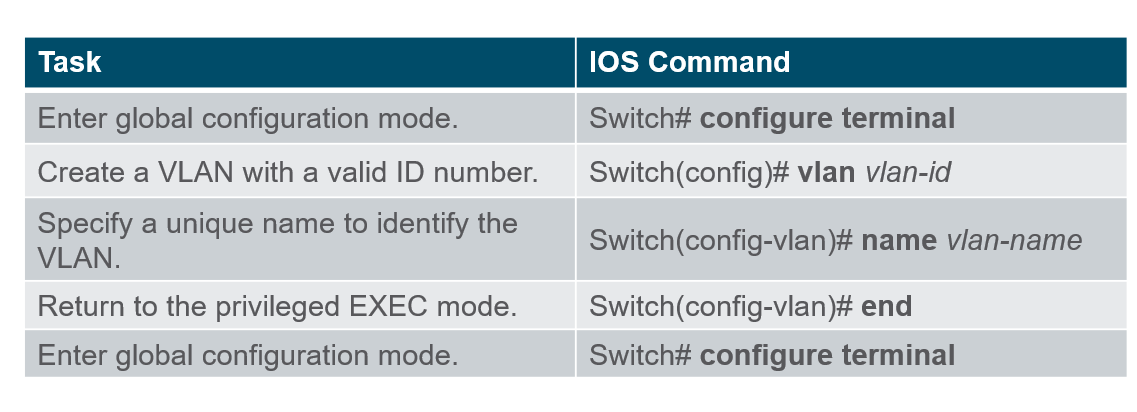 Task IOS Command
Enter global configuration mode. Switch# configure terminal
Create a VLAN with a valid ID number. Switch(config)# vlan vlan-id
Specify a unique name to identify the
VLAN. Switch(config-vlan)# name vlan-name
Return to the privileged EXEC mode. Switch(config-vlan)# end
Enter global configuration mode. Switch# configure terminal